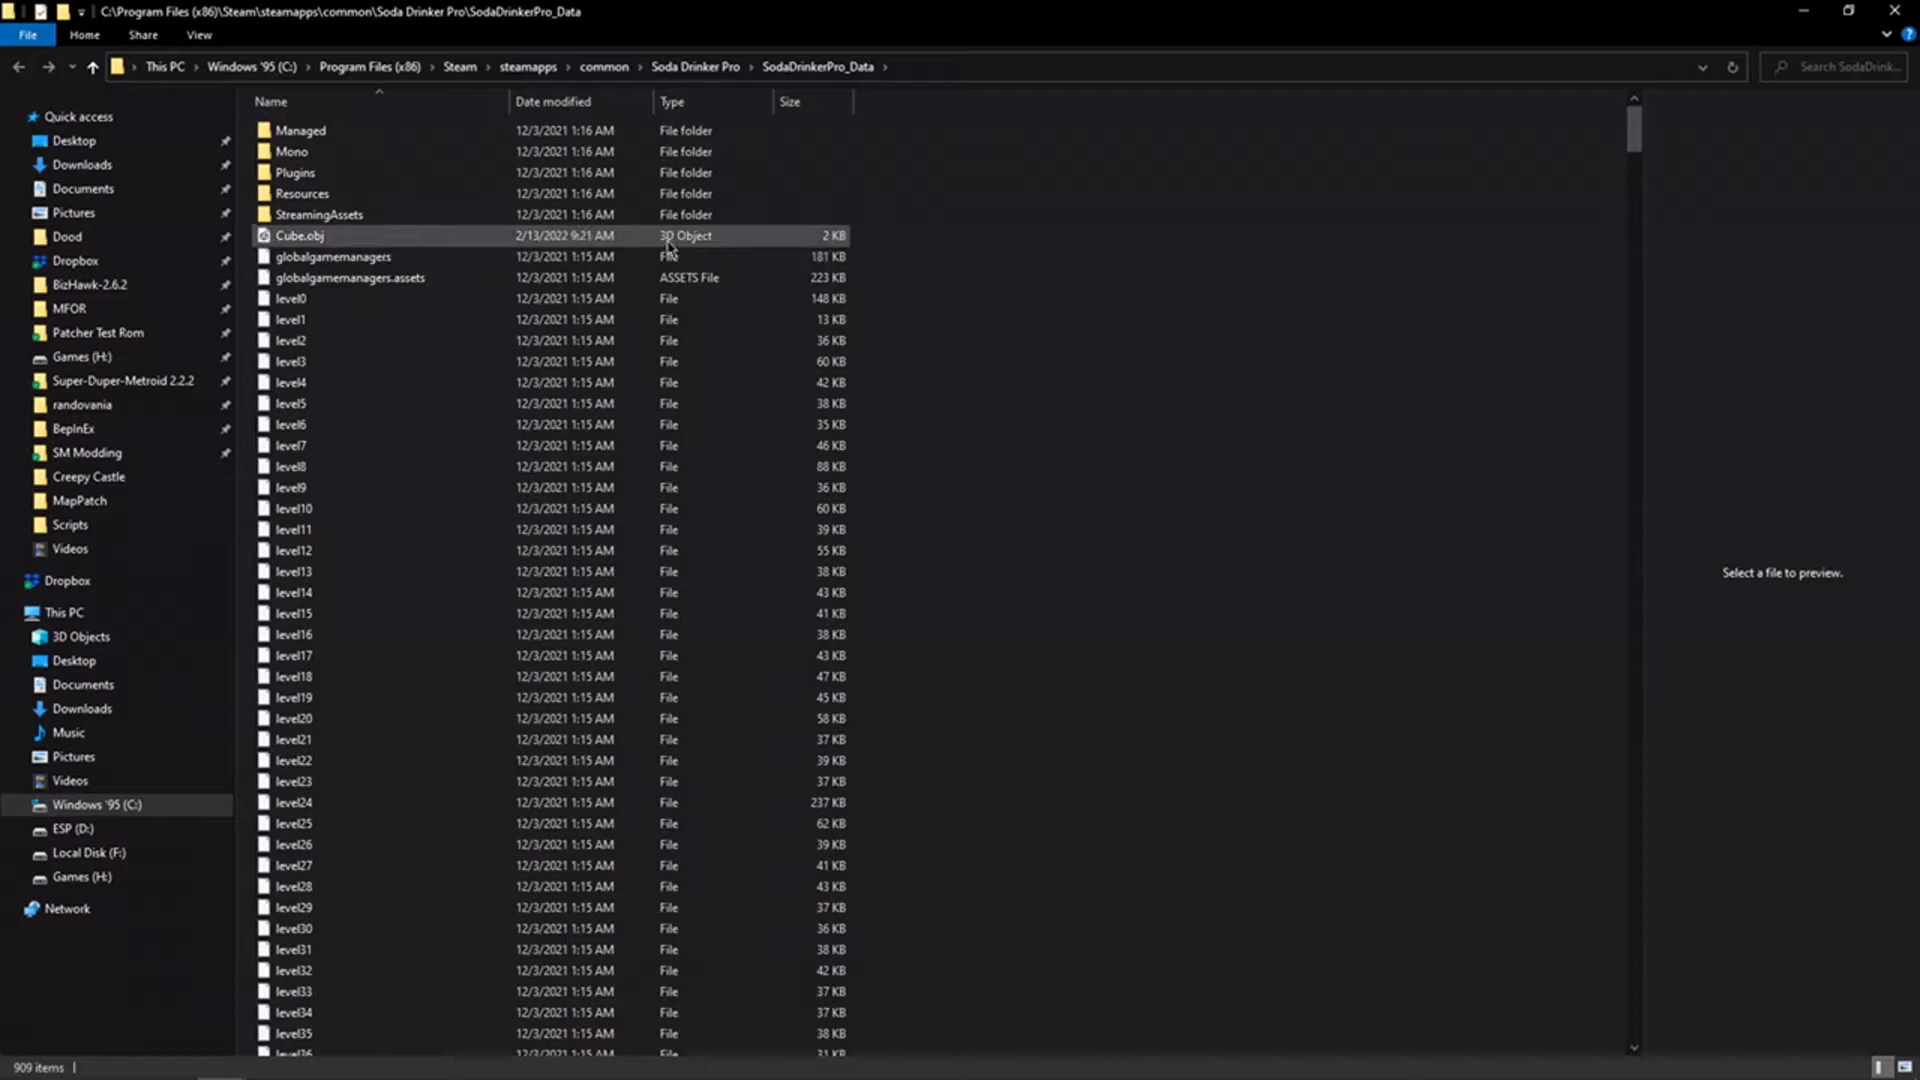 C:\Program Files (x86)\Steam\steamapps\common\Soda Drinker Pro\SodaDrinkerPro_Data
File Home Share View
This PC Windows '95 (C:) Program Files (x86) Steam steamapps common Soda Drinker Pro SodaDrinkerPro_Data
Search SodaDrink...
Name Date modified Type Size
Quick access
Desktop
Downloads
Documents
Pictures
Dood
Dropbox
BizHawk-2.6.2
MFOR
Patcher Test Rom
Games (H:)
Super-Duper-Metroid 2.2.2
randovania
BepInEx
SM Modding
Creepy Castle
MapPatch
Scripts
Videos
Dropbox
This PC
3D Objects
Desktop
Documents
Downloads
Music
Pictures
Videos
Windows '95 (C:)
ESP (D:)
Local Disk (F:)
Games (H:)
Network
Managed 12/3/2021 1:16 AM File folder
Mono 12/3/2021 1:16 AM File folder
Plugins 12/3/2021 1:16 AM File folder
Resources 12/3/2021 1:16 AM File folder
StreamingAssets 12/3/2021 1:16 AM File folder
Cube.obj 2/13/2022 9:21 AM 3D Object 2 KB
globalgamemanagers 12/3/2021 1:15 AM File 181 KB
globalgamemanagers.assets 12/3/2021 1:15 AM ASSETS File 223 KB
level0 12/3/2021 1:15 AM File 148 KB
level1 12/3/2021 1:15 AM File 13 KB
level2 12/3/2021 1:15 AM File 36 KB
level3 12/3/2021 1:15 AM File 60 KB
level4 12/3/2021 1:15 AM File 42 KB
level5 12/3/2021 1:15 AM File 38 KB
level6 12/3/2021 1:15 AM File 35 KB
level7 12/3/2021 1:15 AM File 46 KB
level8 12/3/2021 1:15 AM File 88 KB
level9 12/3/2021 1:15 AM File 36 KB
level10 12/3/2021 1:15 AM File 60 KB
level11 12/3/2021 1:15 AM File 39 KB
level12 12/3/2021 1:15 AM File 55 KB
level13 12/3/2021 1:15 AM File 38 KB
level14 12/3/2021 1:15 AM File 43 KB
level15 12/3/2021 1:15 AM File 41 KB
level16 12/3/2021 1:15 AM File 38 KB
level17 12/3/2021 1:15 AM File 43 KB
level18 12/3/2021 1:15 AM File 47 KB
level19 12/3/2021 1:15 AM File 45 KB
level20 12/3/2021 1:15 AM File 58 KB
level21 12/3/2021 1:15 AM File 37 KB
level22 12/3/2021 1:15 AM File 39 KB
level23 12/3/2021 1:15 AM File 37 KB
level24 12/3/2021 1:15 AM File 237 KB
level25 12/3/2021 1:15 AM File 62 KB
level26 12/3/2021 1:15 AM File 39 KB
level27 12/3/2021 1:15 AM File 41 KB
level28 12/3/2021 1:15 AM File 43 KB
level29 12/3/2021 1:15 AM File 37 KB
level30 12/3/2021 1:15 AM File 36 KB
level31 12/3/2021 1:15 AM File 38 KB
level32 12/3/2021 1:15 AM File 42 KB
level33 12/3/2021 1:15 AM File 37 KB
level34 12/3/2021 1:15 AM File 37 KB
level35 12/3/2021 1:15 AM File 38 KB
level36 12/3/2021 1:15 AM File 31 KB
Select a file to preview.
909 items